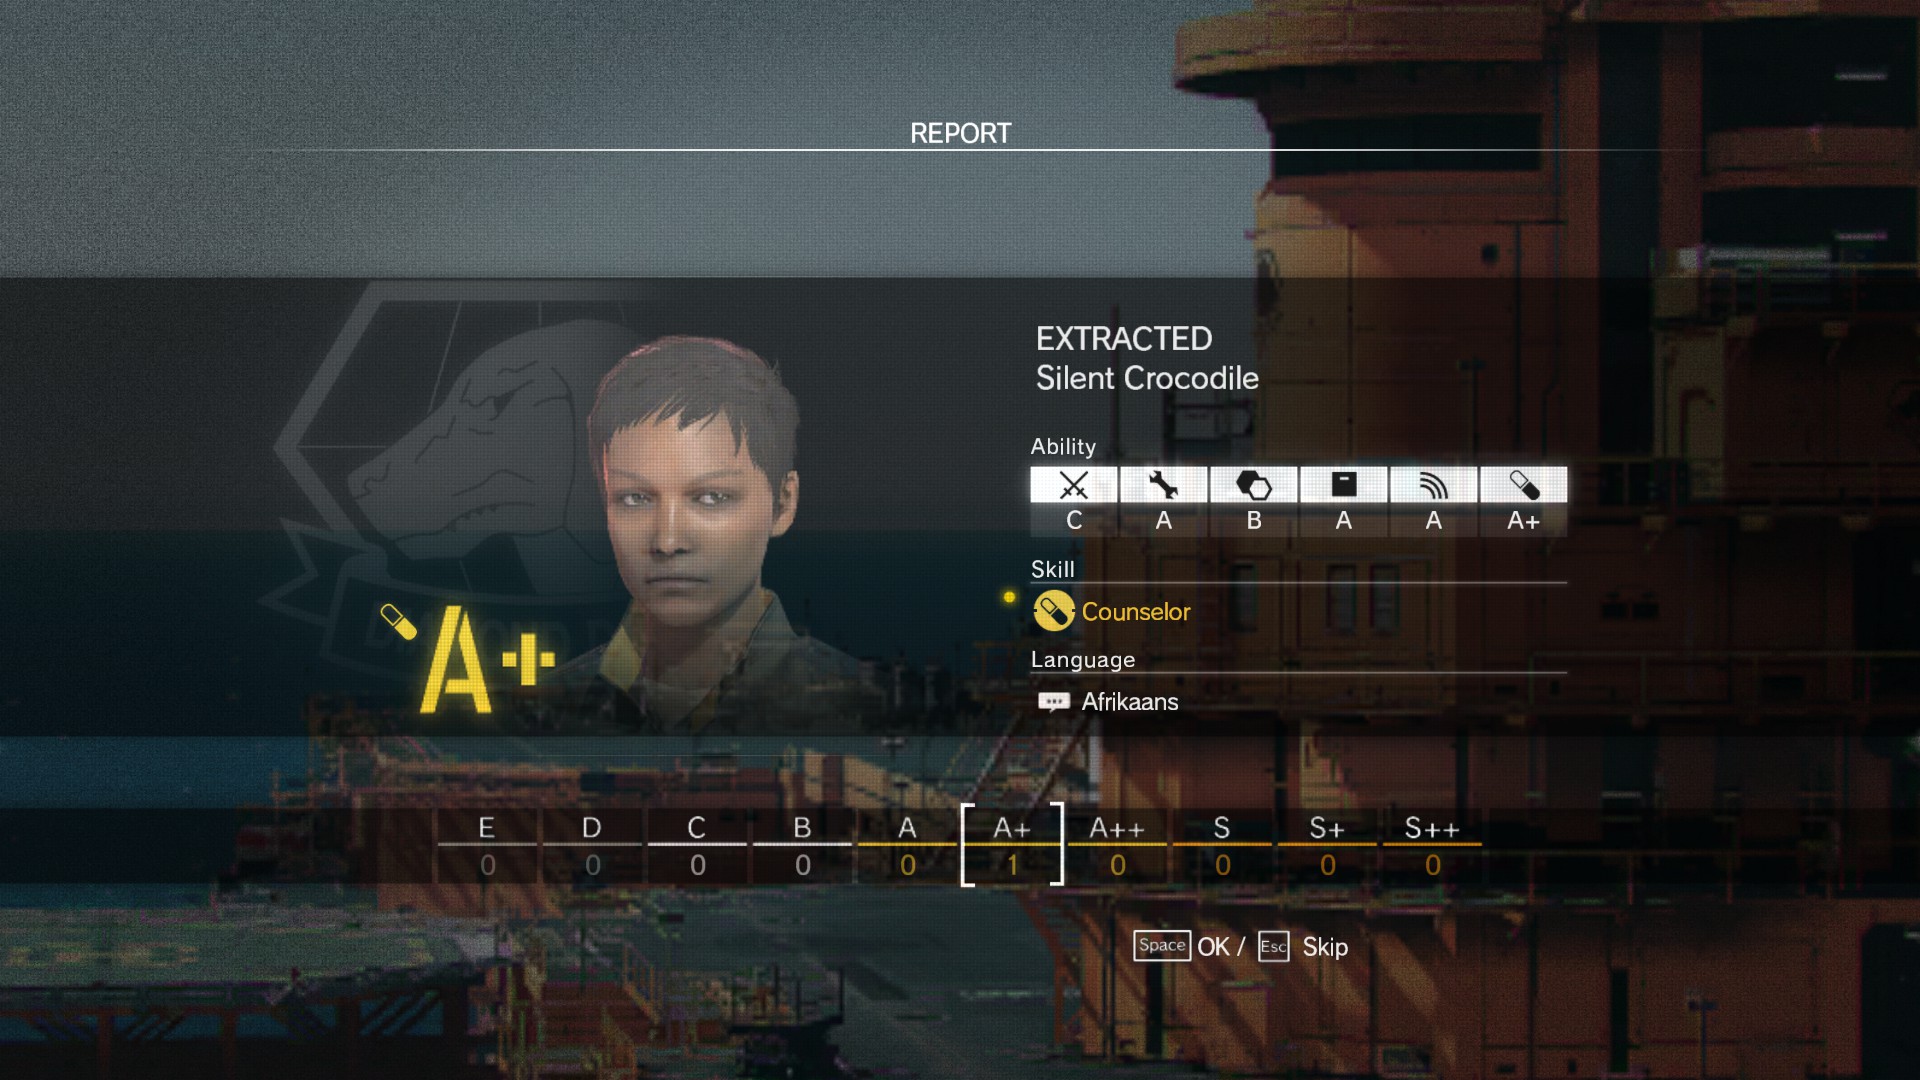 REPORT
EXTRACTED
Silent Crocodile
Ability
C A B A A A+
Skill
Counselor
Language
Afrikaans
A+
E D C B A A+ A++ S S+ S++
0 0 0 0 0 1 0 0 0 0
Space OK / Esc Skip